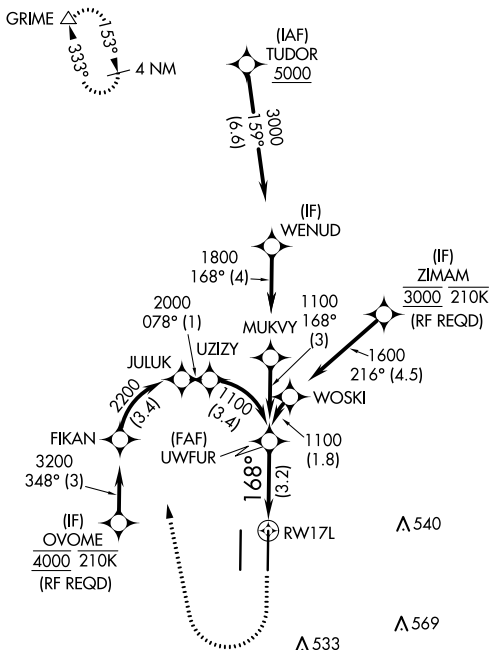 GRIME
153°
333°
4 NM
(IAF)
TUDOR
5000
3000
159°
(6.6)
(IF)
WENUD
1800
168° (4)
(IF)
ZIMAM
3000 210K
(RF REQD)
1100
168°
(3)
2000
078° (1)
MUKVY
1600
216° (4.5)
JULUK
UZIZY
WOSKI
2200
(3.4)
1100
(3.4)
FIKAN
(FAF)
UWFUR
1100
(1.8)
3200
348° (3)
168°
(3.2)
(IF)
OVOME
4000 210K
(RF REQD)
RW17L
540
569
533